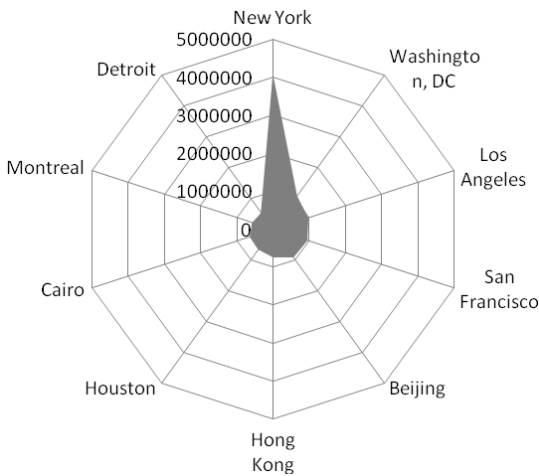 New York
5000000
Washingto
n, DC
4000000
Detroit
3000000
2000000
Los
Angeles
Montreal
1000000
0
San
Francisco
Cairo
Houston
Beijing
Hong
Kong